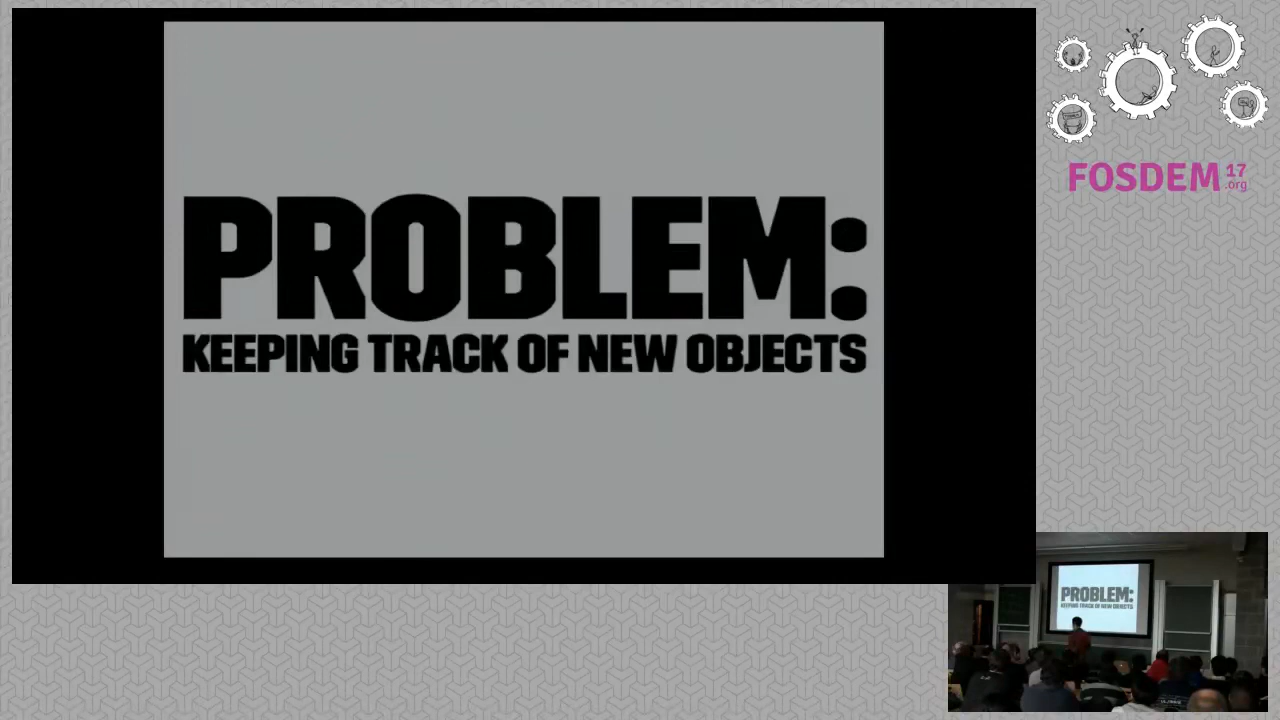 PROBLEM:
KEEPING TRACK OF NEW OBJECTS
FOSDEM 17
.org
PROBLEM:
KEEPING TRACK OF NEW OBJECTS